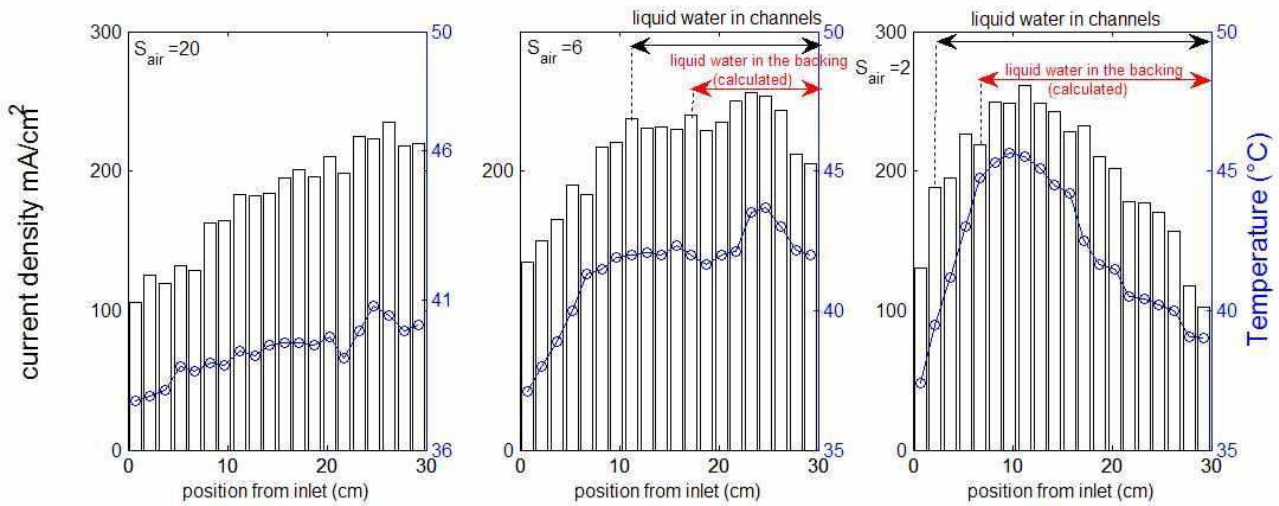 current density mA/cm²
300
200
100
0
0
10
20
30
position from inlet (cm)
S_air =20
50
46
41
36
liquid water in channels
300
200
100
0
0
10
20
30
position from inlet (cm)
S_air =6
liquid water in the backing
(calculated)
50
45
40
35
liquid water in channels
300
200
100
0
0
10
20
30
position from inlet (cm)
S_air =2
liquid water in the backing
(calculated)
50
45
40
35
Temperature (°C)